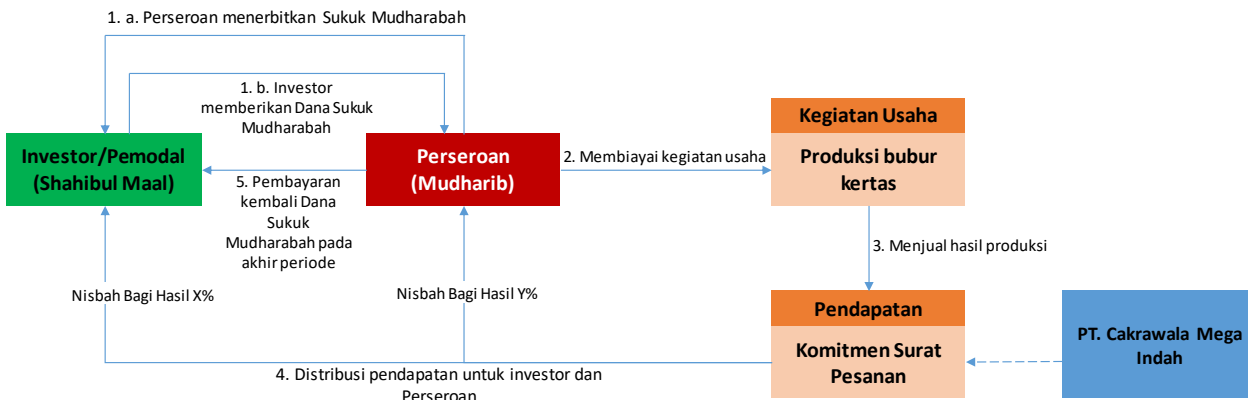 1. a. Perseroan menerbitkan Sukuk Mudharabah
1. b. Investor
memberikan Dana Sukuk
Mudharabah
Investor/Pemodal
(Shahibul Maal)
Perseroan
(Mudharib)
2. Membiayai kegiatan usaha
Kegiatan Usaha
Produksi bubur
kertas
5. Pembayaran
kembali Dana
Sukuk
Mudharabah pada
akhir periode
3. Menjual hasil produksi
Nisbah Bagi Hasil X%
Nisbah Bagi Hasil Y%
Pendapatan
Komitmen Surat
Pesanan
PT. Cakrawala Mega
Indah
4. Distribusi pendapatan untuk investor dan
Perseroan